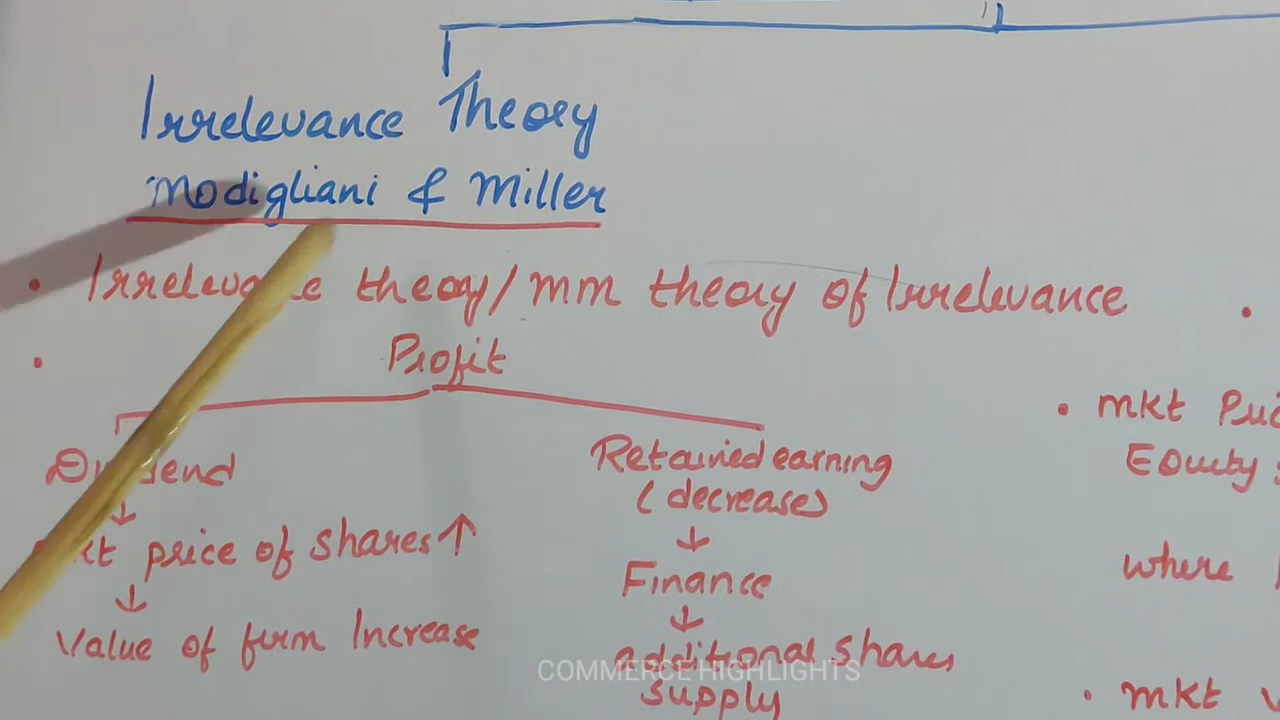 Irrelevance Theory
Modigliani & Miller
• Irrelevance theory/mm theory of Irrelevance
• Profit
Dividend
↓
price of shares ↑
↓
Value of firm Increase
Retained earning
(decrease)
↓
Finance
↓
additional shares
supply
•
• mkt
Equity
where
• mkt
COMMERCE HIGHLIGHTS